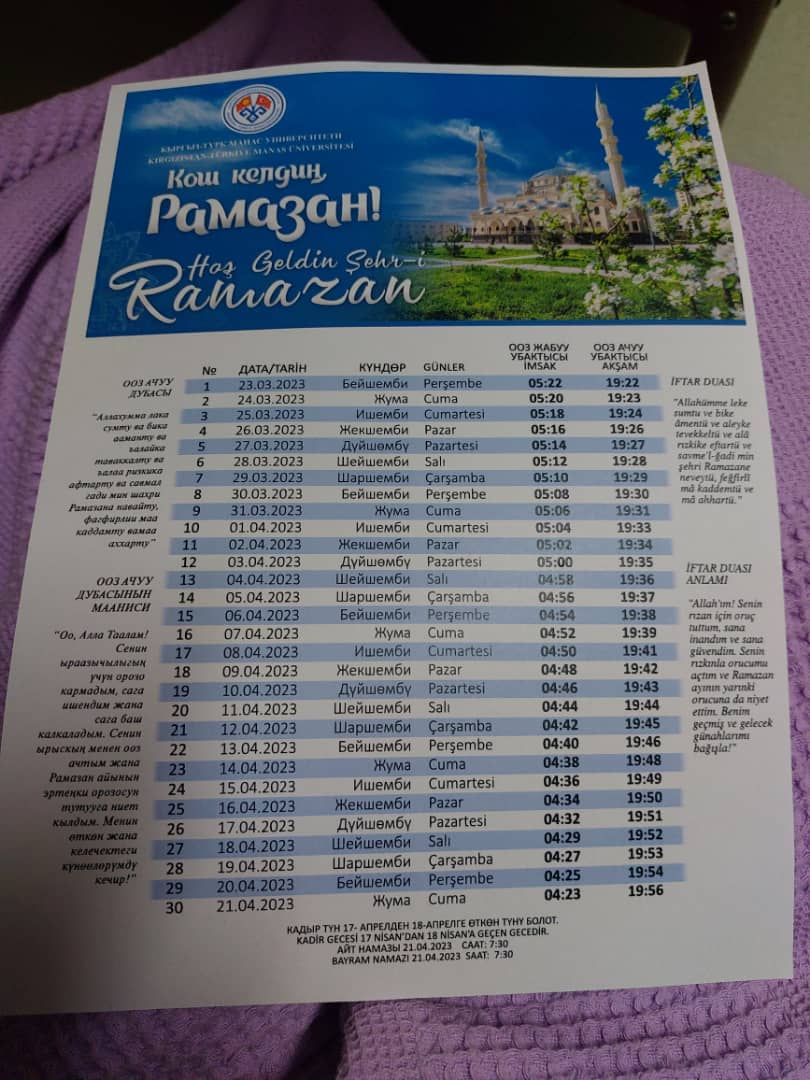 КЫРГЫЗ-ТҮРК МАНАС УНИВЕРСИТЕТИ
KIRGIZİSTAN-TÜRKİYE MANAS ÜNİVERSİTESİ
Кош келдиң
Рамазан!
Hoş Geldin Şehr-i
Ramazan
№ ДАТА/TARİH КҮНДӨР GÜNLER ООЗ ЖАБУУ УБАКТЫСЫ İMSAK ООЗ АЧУУ УБАКТЫСЫ AKŞAM
1 23.03.2023 Бейшемби Perşembe 05:22 19:22
2 24.03.2023 Жума Cuma 05:20 19:23
3 25.03.2023 Ишемби Cumartesi 05:18 19:24
4 26.03.2023 Жекшемби Pazar 05:16 19:26
5 27.03.2023 Дүйшөмбү Pazartesi 05:14 19:27
6 28.03.2023 Шейшемби Salı 05:12 19:28
7 29.03.2023 Шаршемби Çarşamba 05:10 19:29
8 30.03.2023 Бейшемби Perşembe 05:08 19:30
9 31.03.2023 Жума Cuma 05:06 19:31
10 01.04.2023 Ишемби Cumartesi 05:04 19:33
11 02.04.2023 Жекшемби Pazar 05:02 19:34
12 03.04.2023 Дүйшөмбү Pazartesi 05:00 19:35
13 04.04.2023 Шейшемби Salı 04:58 19:36
14 05.04.2023 Шаршемби Çarşamba 04:56 19:37
15 06.04.2023 Бейшемби Perşembe 04:54 19:38
16 07.04.2023 Жума Cuma 04:52 19:39
17 08.04.2023 Ишемби Cumartesi 04:50 19:41
18 09.04.2023 Жекшемби Pazar 04:48 19:42
19 10.04.2023 Дүйшөмбү Pazartesi 04:46 19:43
20 11.04.2023 Шейшемби Salı 04:44 19:44
21 12.04.2023 Шаршемби Çarşamba 04:42 19:45
22 13.04.2023 Бейшемби Perşembe 04:40 19:46
23 14.04.2023 Жума Cuma 04:38 19:48
24 15.04.2023 Ишемби Cumartesi 04:36 19:49
25 16.04.2023 Жекшемби Pazar 04:34 19:50
26 17.04.2023 Дүйшөмбү Pazartesi 04:32 19:51
27 18.04.2023 Шейшемби Salı 04:29 19:52
28 19.04.2023 Шаршемби Çarşamba 04:27 19:53
29 20.04.2023 Бейшемби Perşembe 04:25 19:54
30 21.04.2023 Жума Cuma 04:23 19:56
ООЗ АЧУУ
ДУБАСЫ
"Аллахумма лака
сумту ва бика
ааманту ва
ъалайка
таваккалту ва
ъалаа ризкика
афтарту ва савмал
гади мин шахри
Рамазана навайту,
фагфирлии маа
каддамту вамаа
аххарту"
ООЗ АЧУУ
ДУБАСЫНЫН
МААНИСИ
"Оо, Алла Таалам!
Сенин
ыраазычылыгың
үчүн орозо
кармадым, сага
ишендим жана
сага баш
калкаладым. Сенин
ырыскың менен ооз
ачтым жана
Рамазан айынын
эртеңки орозосун
тутууга ниет
кылдым. Менин
өткөн жана
келечектеги
күнөөлөрүмдү
кечир!"
İFTAR DUASI
"Allahümme leke
sumtu ve bike
âmentü ve aleyke
tevekkeltü ve alâ
rızkike eftartü ve
savme'l-ğadi min
şehri Ramazane
neveytü, feğfirlî
mâ kaddemtü ve
mâ ahhartü."
İFTAR DUASI
ANLAMI
"Allah'ım! Senin
rızan için oruç
tuttum, sana
inandım ve sana
güvendim. Senin
rızkınla orucumu
açtım ve Ramazan
ayının yarınki
orucuna da niyet
ettim. Benim
geçmiş ve gelecek
günahlarımı
bağışla!"
КАДЫР ТҮН 17- АПРЕЛДЕН 18-АПРЕЛГЕ ӨТКӨН ТҮНҮ БОЛОТ.
KADİR GECESİ 17 NİSAN'DAN 18 NİSAN'A GEÇEN GECEDİR.
АЙТ НАМАЗЫ 21.04.2023 СААТ: 7:30
BAYRAM NAMAZI 21.04.2023 SAAT: 7:30